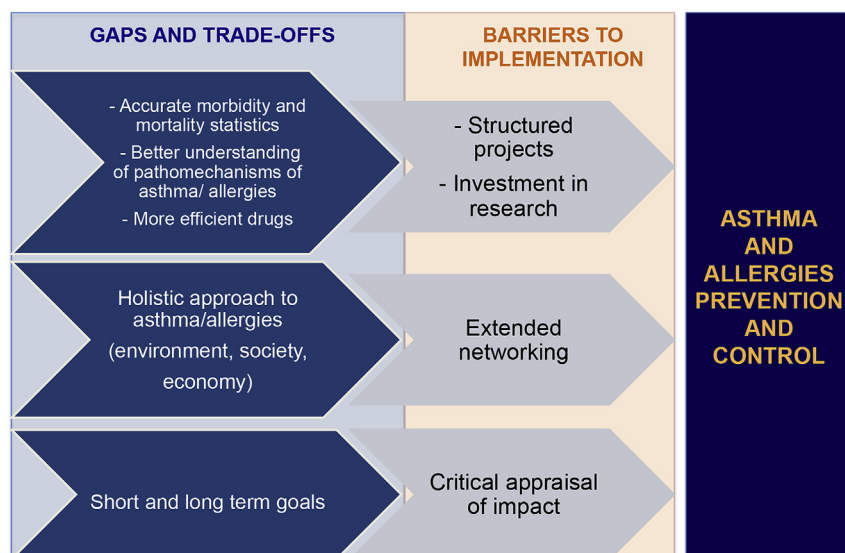 GAPS AND TRADE-OFFS
BARRIERS TO
IMPLEMENTATION
- Accurate morbidity and
mortality statistics
- Better understanding
of pathomechanisms of
asthma/ allergies
- More efficient drugs
- Structured
projects
- Investment in
research
Holistic approach to
asthma/allergies
(environment, society,
economy)
Extended
networking
Short and long term goals
Critical appraisal
of impact
ASTHMA
AND
ALLERGIES
PREVENTION
AND
CONTROL